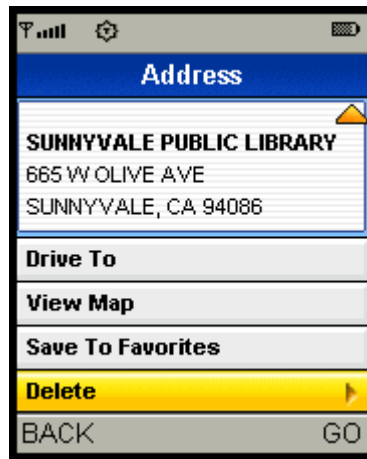 Address
SUNNYVALE PUBLIC LIBRARY
665 W OLIVE AVE
SUNNYVALE, CA 94086
Drive To
View Map
Save To Favorites
Delete
BACK GO